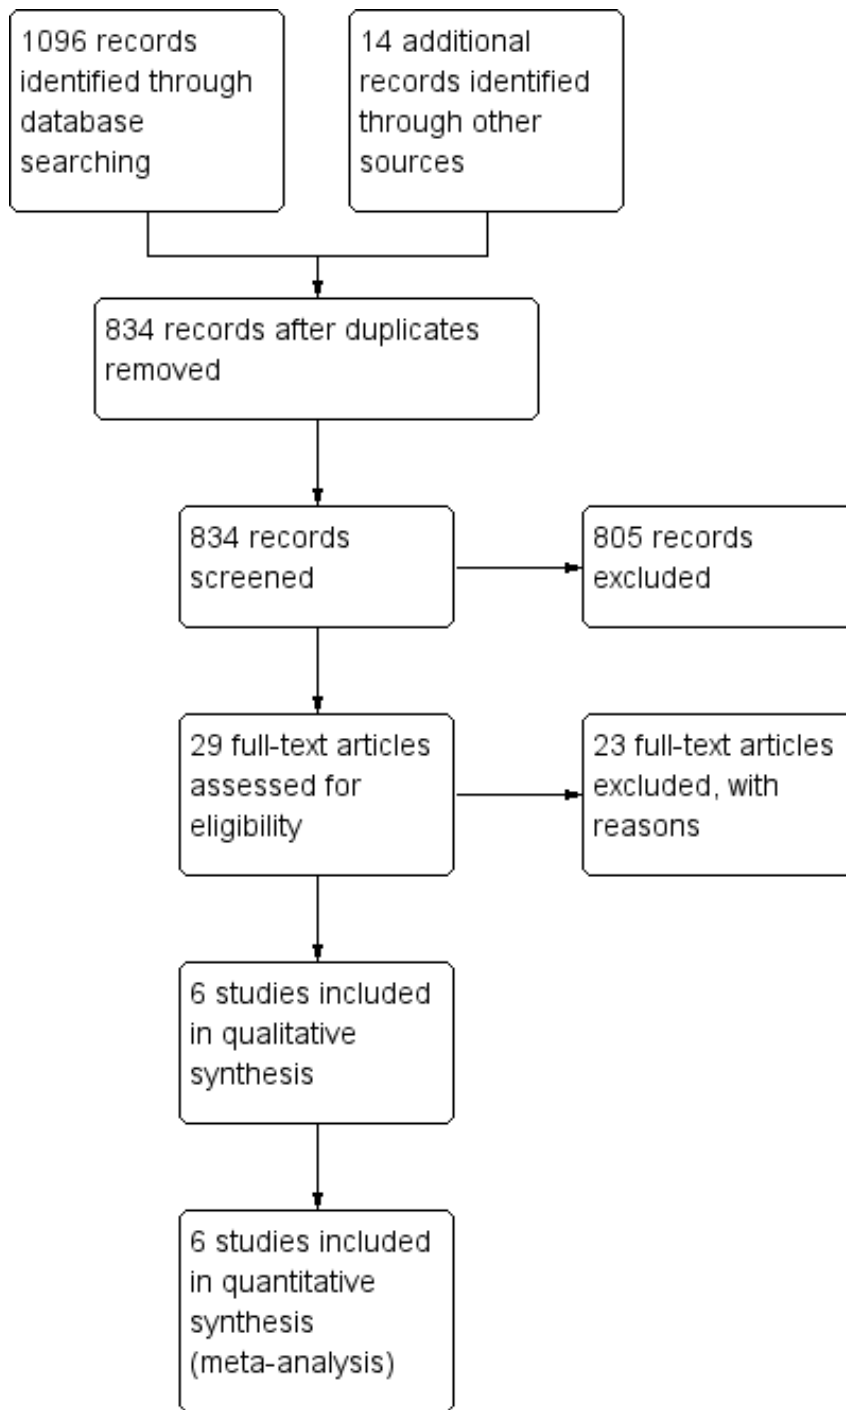 1096 records
identified through
database
searching
14 additional
records identified
through other
sources
834 records after duplicates
removed
834 records
screened
805 records
excluded
29 full-text articles
assessed for
eligibility
23 full-text articles
excluded, with
reasons
6 studies included
in qualitative
synthesis
6 studies included
in quantitative
synthesis
(meta-analysis)